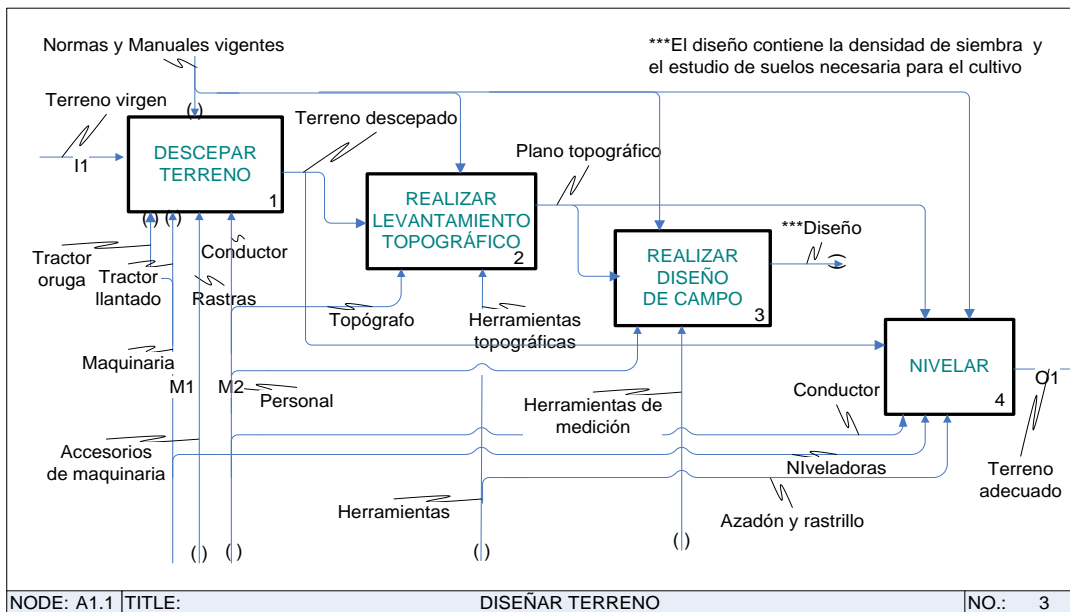 Normas y Manuales vigentes
***El diseño contiene la densidad de siembra y
el estudio de suelos necesaria para el cultivo
Terreno virgen
I1
( )
DESCEPAR
TERRENO
1
Terreno descepado
Plano topográfico
REALIZAR
LEVANTAMIENTO
TOPOGRÁFICO
2
***Diseño
( )
REALIZAR
DISEÑO
DE CAMPO
3
( )
( )
Tractor
oruga
Tractor
llantado
Conductor
Rastras
Topógrafo
Herramientas
topográficas
Maquinaria
M1
M2
Personal
Herramientas de
medición
Conductor
NIVELAR
4
O1
Accesorios
de maquinaria
NIveladoras
Terreno
adecuado
Herramientas
Azadón y rastrillo
( )
( )
( )
( )
NODE: A1.1
TITLE:
DISEÑAR TERRENO
NO.: 3